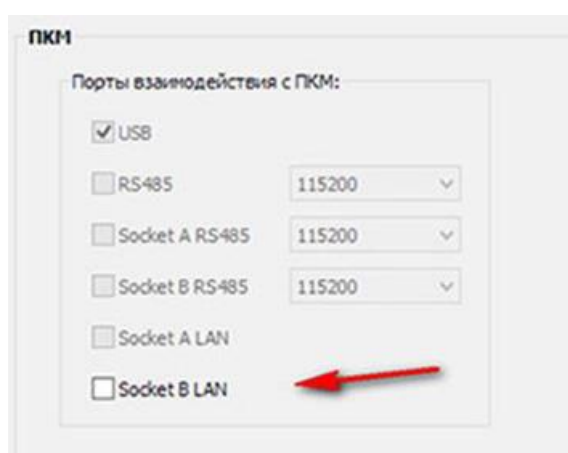 ПКМ
Порты взаимодействия с ПКМ:
USB
RS485 115200
Socket A RS485 115200
Socket B RS485 115200
Socket A LAN
Socket B LAN